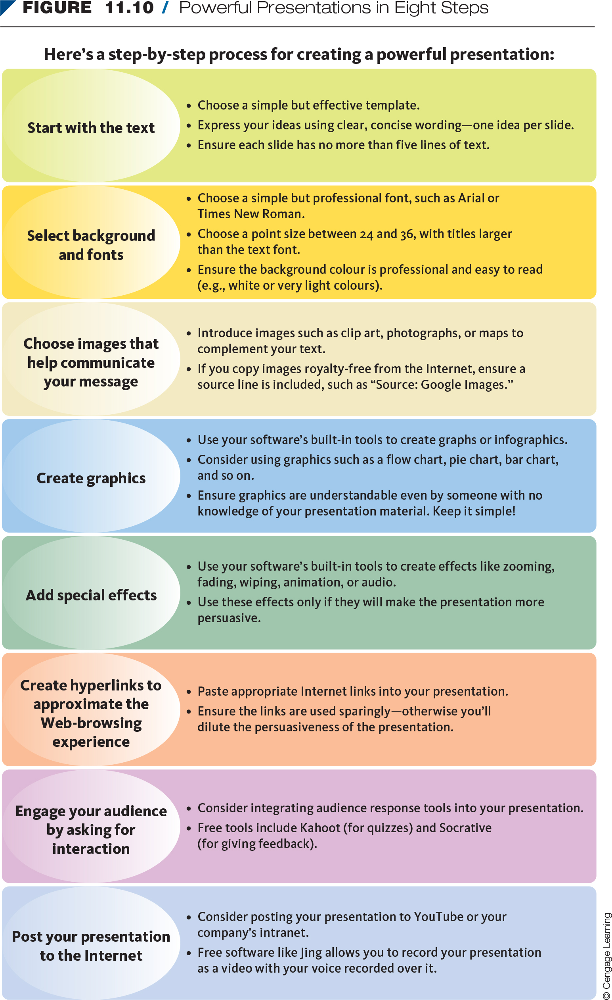 FIGURE 11.10 / Powerful Presentations in Eight Steps
Here’s a step-by-step process for creating a powerful presentation:
Start with the text
• Choose a simple but effective template.
• Express your ideas using clear, concise wording—one idea per slide.
• Ensure each slide has no more than five lines of text.
Select background
and fonts
• Choose a simple but professional font, such as Arial or
Times New Roman.
• Choose a point size between 24 and 36, with titles larger
than the text font.
• Ensure the background colour is professional and easy to read
(e.g., white or very light colours).
Choose images that
help communicate
your message
• Introduce images such as clip art, photographs, or maps to
complement your text.
• If you copy images royalty-free from the Internet, ensure a
source line is included, such as “Source: Google Images.”
Create graphics
• Use your software’s built-in tools to create graphs or infographics.
• Consider using graphics such as a flow chart, pie chart, bar chart,
and so on.
• Ensure graphics are understandable even by someone with no
knowledge of your presentation material. Keep it simple!
Add special effects
• Use your software’s built-in tools to create effects like zooming,
fading, wiping, animation, or audio.
• Use these effects only if they will make the presentation more
persuasive.
Create hyperlinks to
approximate the
Web-browsing
experience
• Paste appropriate Internet links into your presentation.
• Ensure the links are used sparingly—otherwise you’ll
dilute the persuasiveness of the presentation.
Engage your audience
by asking for
interaction
• Consider integrating audience response tools into your presentation.
• Free tools include Kahoot (for quizzes) and Socrative
(for giving feedback).
Post your presentation
to the Internet
• Consider posting your presentation to YouTube or your
company’s intranet.
• Free software like Jing allows you to record your presentation
as a video with your voice recorded over it.
© Cengage Learning